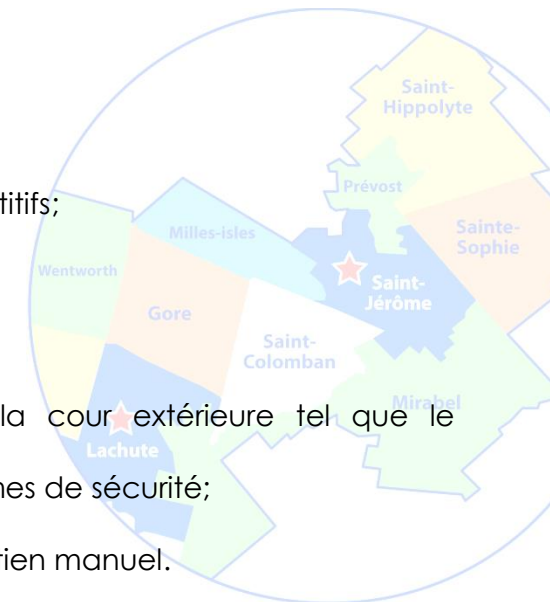 Saint-
Hippolyte
Prévost
titifs;
Milles-isles
Sainte-
Sophie
Wentworth
Saint-
Jérôme
Gore
Saint-
Colomban
Mirabel
la cour extérieure tel que le
Lachute
nes de sécurité;
tien manuel.